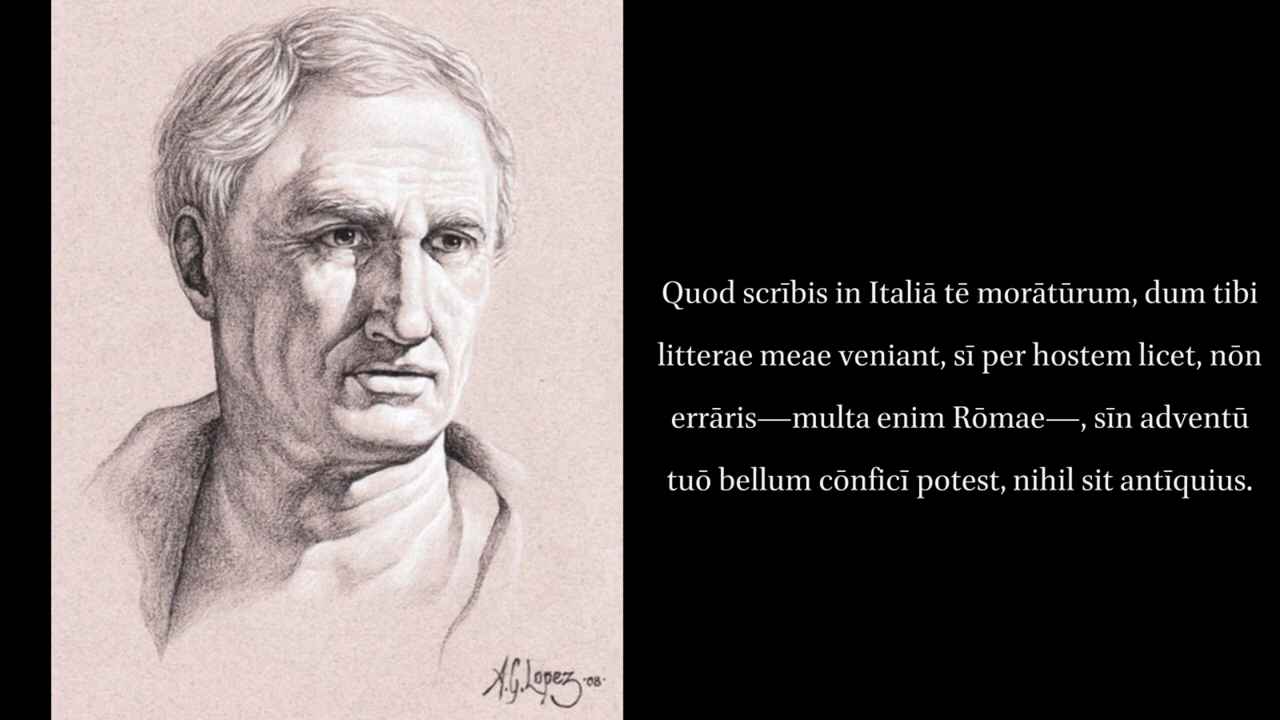 Quod scrībis in Italiā tē morātūrum, dum tibi
litterae meae veniant, sī per hostem licet, nōn
errāris—multa enim Rōmae—, sīn adventū
tuō bellum cōnficī potest, nihil sit antīquius.
A.G.Lopez ·08·